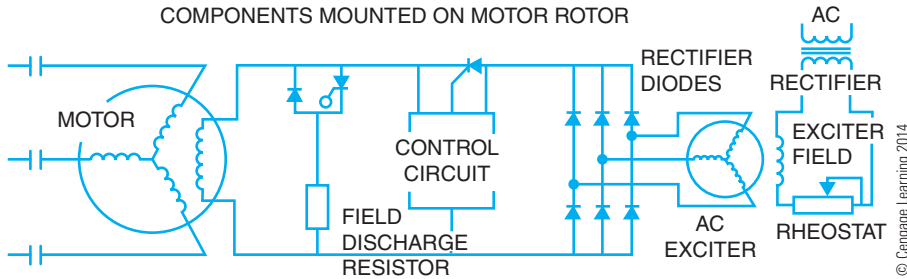 COMPONENTS MOUNTED ON MOTOR ROTOR
AC
RECTIFIER
DIODES
RECTIFIER
MOTOR
CONTROL
CIRCUIT
EXCITER
FIELD
FIELD
DISCHARGE
RESISTOR
AC
EXCITER
RHEOSTAT
© Cengage Learning 2014